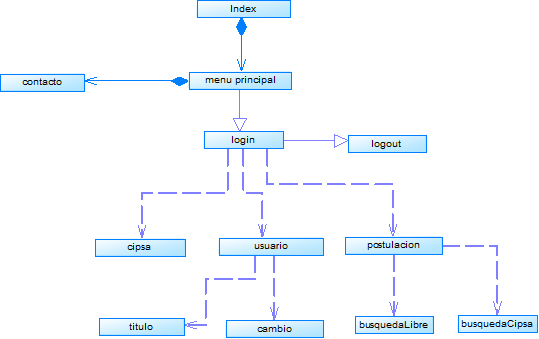 Index
contacto
menu principal
login
logout
cipsa
usuario
postulacion
titulo
cambio
busquedaLibre
busquedaCipsa